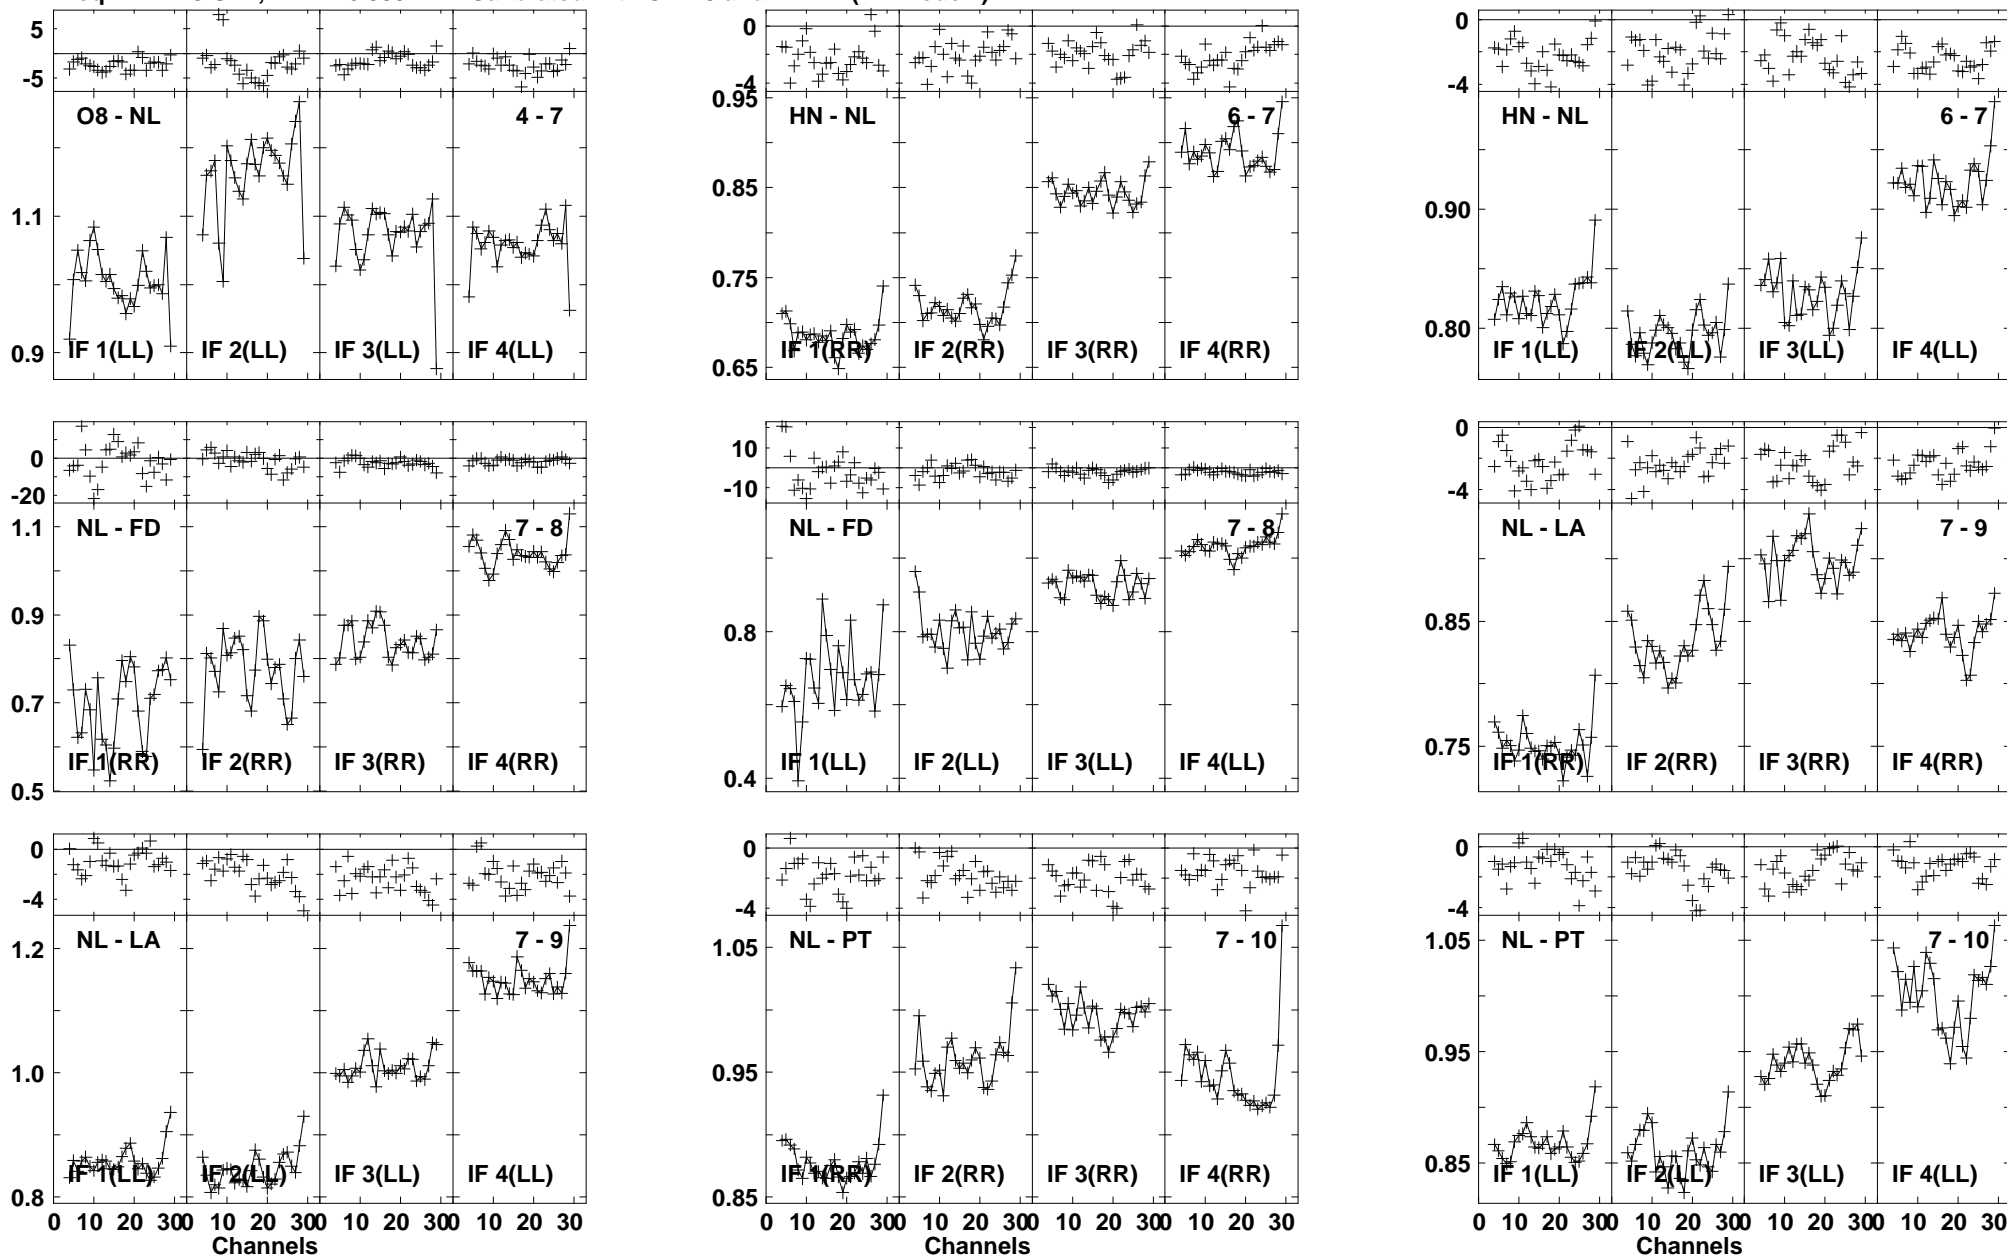 5
0
-5
O8 - NL
4 - 7
1.1
0.9
IF 1(LL)
IF 2(LL)
IF 3(LL)
IF 4(LL)
0
-4
0.95
HN - NL
6 - 7
0.85
0.75
0.65
IF 1(RR)
IF 2(RR)
IF 3(RR)
IF 4(RR)
0
-4
HN - NL
6 - 7
0.90
0.80
IF 1(LL)
IF 2(LL)
IF 3(LL)
IF 4(LL)
0
-20
NL - FD
7 - 8
1.1
0.9
0.7
0.5
IF 1(RR)
IF 2(RR)
IF 3(RR)
IF 4(RR)
10
-10
NL - FD
7 - 8
0.8
0.4
IF 1(LL)
IF 2(LL)
IF 3(LL)
IF 4(LL)
0
-4
NL - LA
7 - 9
0.85
0.75
IF 1(RR)
IF 2(RR)
IF 3(RR)
IF 4(RR)
0
-4
NL - LA
7 - 9
1.2
1.0
0.8
IF 1(LL)
IF 2(LL)
IF 3(LL)
IF 4(LL)
0 10 20 30 0 10 20 30 0 10 20 30 0 10 20 30
Channels
0
-4
NL - PT
7 - 10
1.05
0.95
0.85
IF 1(RR)
IF 2(RR)
IF 3(RR)
IF 4(RR)
0 10 20 30 0 10 20 30 0 10 20 30 0 10 20 30
Channels
0
-4
NL - PT
7 - 10
1.05
0.95
0.85
IF 1(LL)
IF 2(LL)
IF 3(LL)
IF 4(LL)
0 10 20 30 0 10 20 30 0 10 20 30 0 10 20 30
Channels